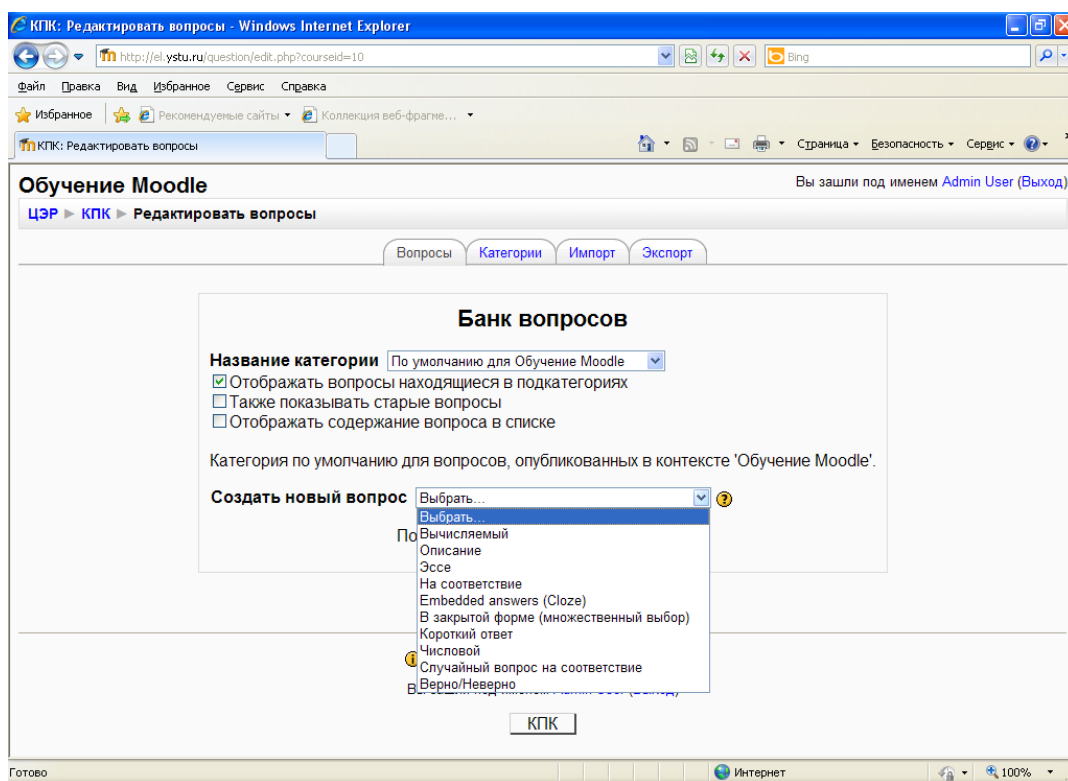 КПК: Редактировать вопросы - Windows Internet Explorer
http://el.ystu.ru/question/edit.php?courseid=10
Bing
Файл Правка Вид Избранное Сервис Справка
Избранное Рекомендуемые сайты Коллекция веб-фрагме...
КПК: Редактировать вопросы
Страница Безопасность Сервис
Обучение Moodle
Вы зашли под именем Admin User (Выход)
ЦЭР ► КПК ► Редактировать вопросы
Вопросы Категории Импорт Экспорт
Банк вопросов
Название категории По умолчанию для Обучение Moodle
Отображать вопросы находящиеся в подкатегориях
Также показывать старые вопросы
Отображать содержание вопроса в списке
Категория по умолчанию для вопросов, опубликованных в контексте 'Обучение Moodle'.
Создать новый вопрос Выбрать...
Выбрать...
По Вычисляемый
Описание
Эссе
На соответствие
Embedded answers (Cloze)
В закрытой форме (множественный выбор)
Короткий ответ
Числовой
Случайный вопрос на соответствие
Верно/Неверно
КПК
Готово
Интернет
100%